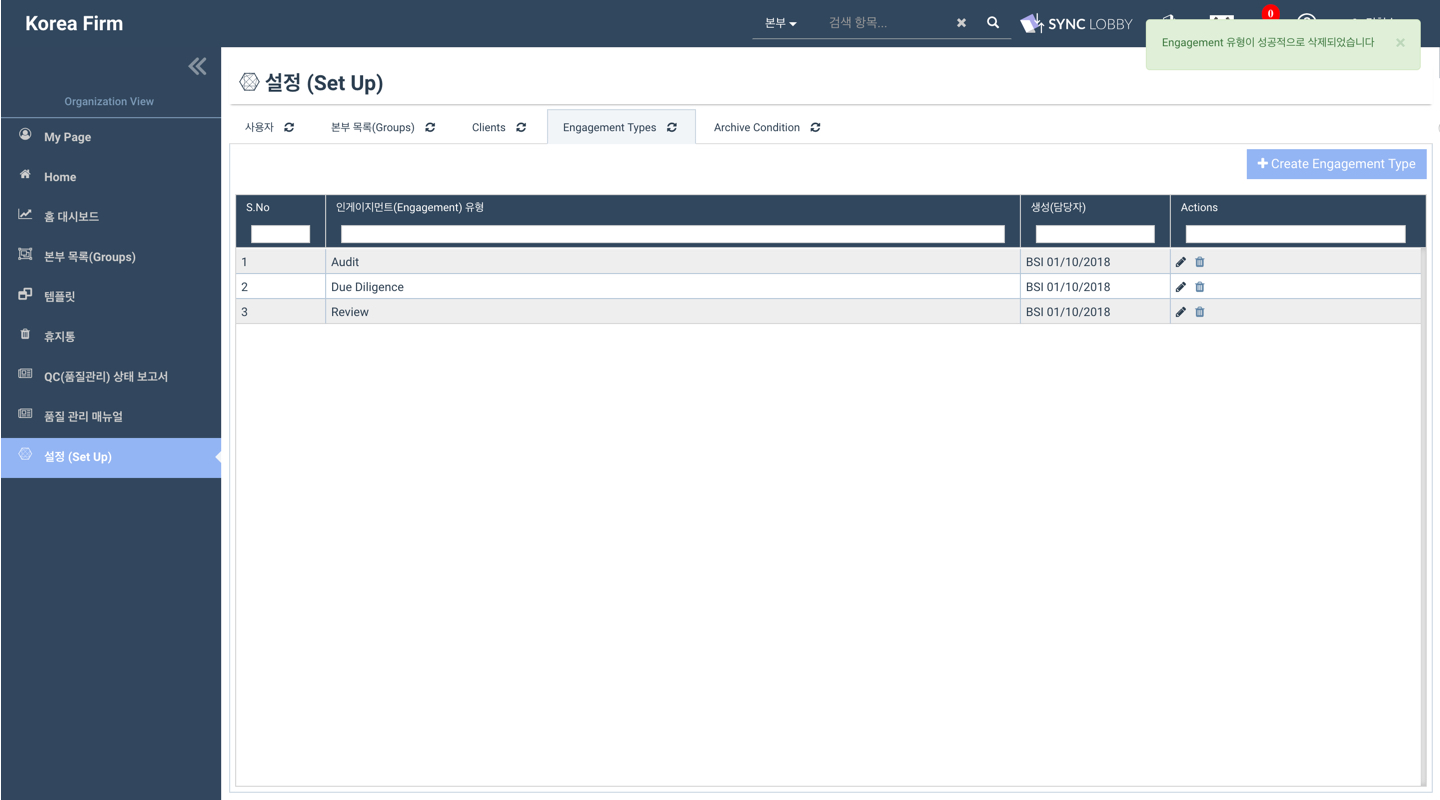 Korea Firm
본부
검색 항목...
SYNC LOBBY
0
Engagement 유형이 성공적으로 삭제되었습니다
Organization View
My Page
Home
홈 대시보드
본부 목록(Groups)
템플릿
휴지통
QC(품질관리) 상태 보고서
품질 관리 매뉴얼
설정 (Set Up)
설정 (Set Up)
사용자
본부 목록(Groups)
Clients
Engagement Types
Archive Condition
Create Engagement Type
S.No 인게이지먼트(Engagement) 유형 생성(담당자) Actions
1 Audit BSI 01/10/2018
2 Due Diligence BSI 01/10/2018
3 Review BSI 01/10/2018